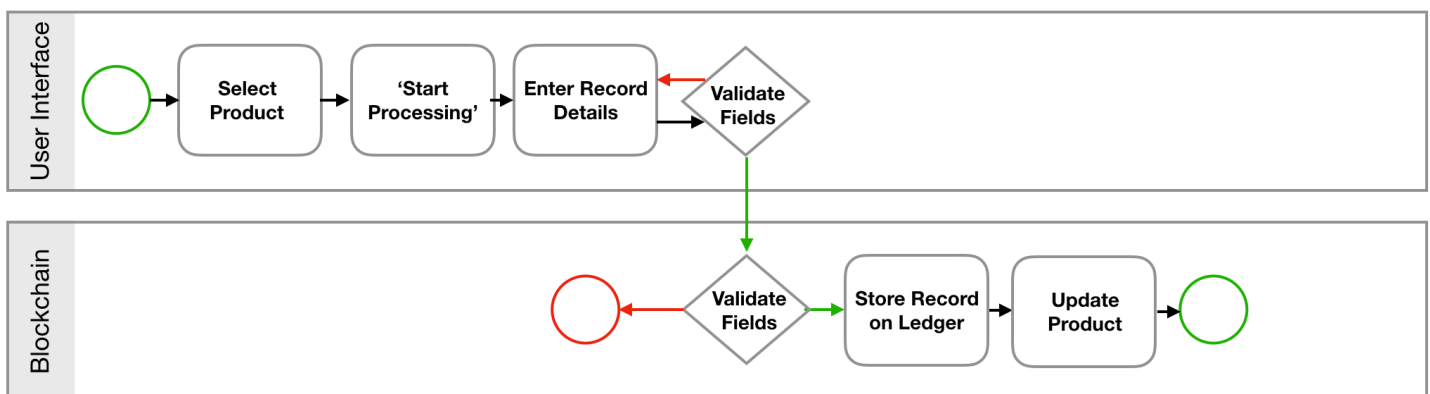 User Interface
Select
Product
‘Start
Processing’
Enter Record
Details
Validate
Fields
Blockchain
Validate
Fields
Store Record
on Ledger
Update
Product